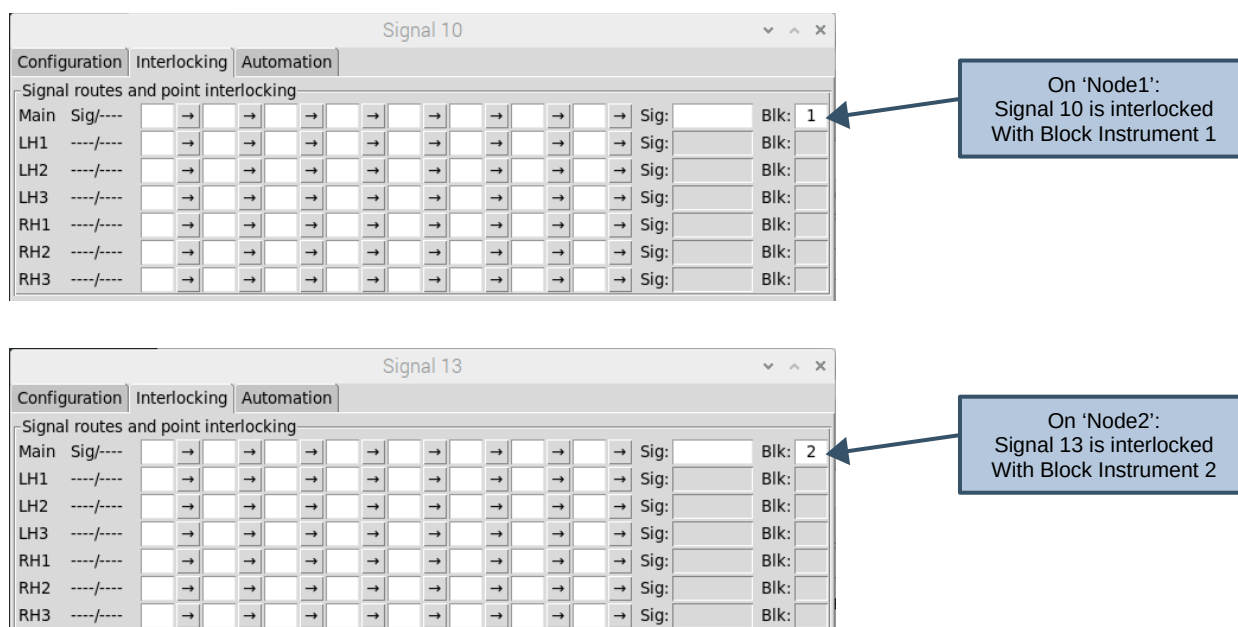 Signal 10
Configuration Interlocking Automation
Signal routes and point interlocking
Main Sig/---- → → → → → → → → Sig: Blk: 1
LH1 ----/---- → → → → → → → → Sig: Blk:
LH2 ----/---- → → → → → → → → Sig: Blk:
LH3 ----/---- → → → → → → → → Sig: Blk:
RH1 ----/---- → → → → → → → → Sig: Blk:
RH2 ----/---- → → → → → → → → Sig: Blk:
RH3 ----/---- → → → → → → → → Sig: Blk:
On ‘Node1’:
Signal 10 is interlocked
With Block Instrument 1
Signal 13
Configuration Interlocking Automation
Signal routes and point interlocking
Main Sig/---- → → → → → → → → Sig: Blk: 2
LH1 ----/---- → → → → → → → → Sig: Blk:
LH2 ----/---- → → → → → → → → Sig: Blk:
LH3 ----/---- → → → → → → → → Sig: Blk:
RH1 ----/---- → → → → → → → → Sig: Blk:
RH2 ----/---- → → → → → → → → Sig: Blk:
RH3 ----/---- → → → → → → → → Sig: Blk:
On ‘Node2’:
Signal 13 is interlocked
With Block Instrument 2